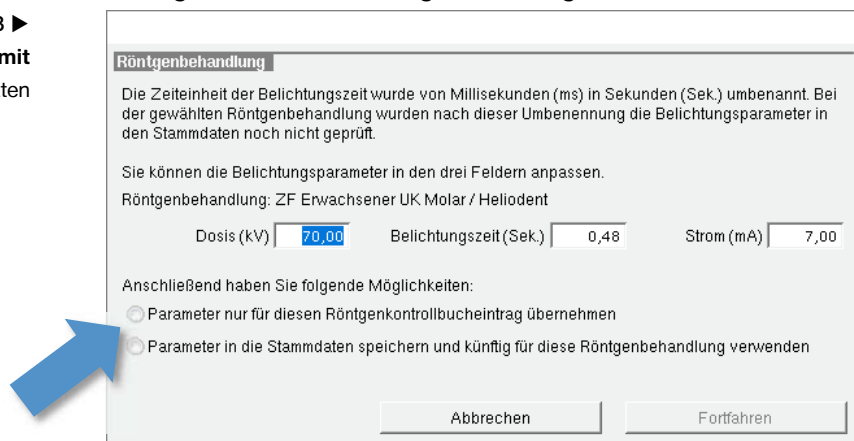 3 ▶
mit
ten
Röntgenbehandlung
Die Zeiteinheit der Belichtungszeit wurde von Millisekunden (ms) in Sekunden (Sek.) umbenannt. Bei
der gewählten Röntgenbehandlung wurden nach dieser Umbenennung die Belichtungsparameter in
den Stammdaten noch nicht geprüft.
Sie können die Belichtungsparameter in den drei Feldern anpassen.
Röntgenbehandlung: ZF Erwachsener UK Molar / Heliodent
Dosis (kV) 70,00 Belichtungszeit (Sek.) 0,48 Strom (mA) 7,00
Anschließend haben Sie folgende Möglichkeiten:
Parameter nur für diesen Röntgenkontrollbucheintrag übernehmen
Parameter in die Stammdaten speichern und künftig für diese Röntgenbehandlung verwenden
Abbrechen Fortfahren